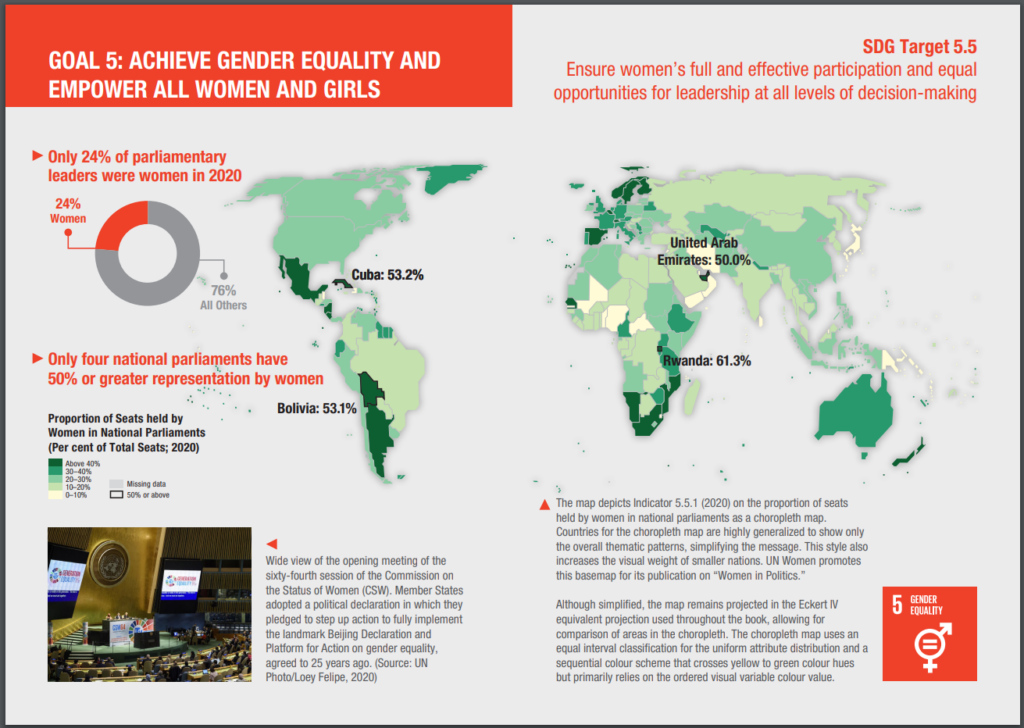 GOAL 5: ACHIEVE GENDER EQUALITY AND
EMPOWER ALL WOMEN AND GIRLS
SDG Target 5.5
Ensure women's full and effective participation and equal
opportunities for leadership at all levels of decision-making
Only 24% of parliamentary
leaders were women in 2020
24%
Women
76%
All Others
Only four national parliaments have
50% or greater representation by women
Cuba: 53.2%
Bolivia: 53.1%
United Arab
Emirates: 50.0%
Rwanda: 61.3%
Proportion of Seats held by
Women in National Parliaments
(Per cent of Total Seats; 2020)
Above 40%
30–40%
20–30%
10–20%
0–10%
Missing data
50% or above
Wide view of the opening meeting of the
sixty-fourth session of the Commission on
the Status of Women (CSW). Member States
adopted a political declaration in which they
pledged to step up action to fully implement
the landmark Beijing Declaration and
Platform for Action on gender equality,
agreed to 25 years ago. (Source: UN
Photo/Loey Felipe, 2020)
The map depicts Indicator 5.5.1 (2020) on the proportion of seats
held by women in national parliaments as a choropleth map.
Countries for the choropleth map are highly generalized to show only
the overall thematic patterns, simplifying the message. This style also
increases the visual weight of smaller nations. UN Women promotes
this basemap for its publication on "Women in Politics."
Although simplified, the map remains projected in the Eckert IV
equivalent projection used throughout the book, allowing for
comparison of areas in the choropleth. The choropleth map uses an
equal interval classification for the uniform attribute distribution and a
sequential colour scheme that crosses yellow to green colour hues
but primarily relies on the ordered visual variable colour value.
5 GENDER
EQUALITY